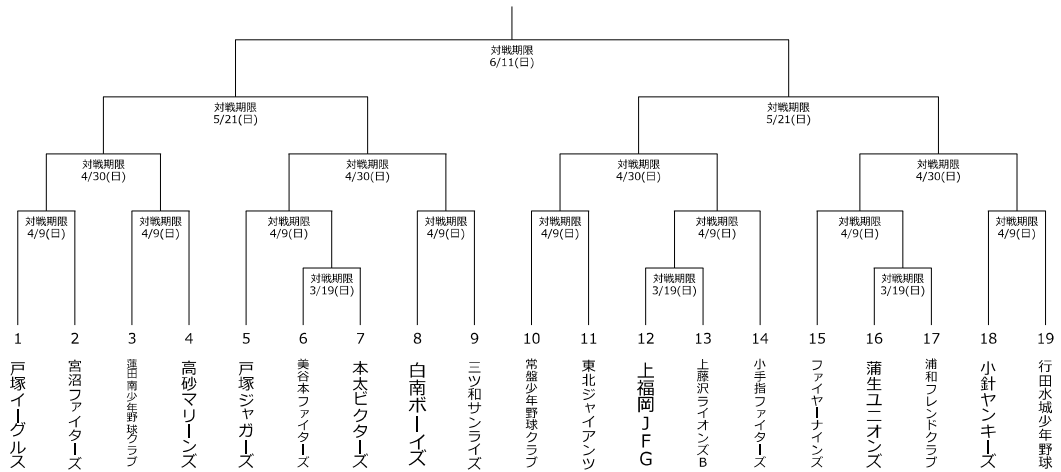 対戦期限
6/11(日)
対戦期限
5/21(日)
対戦期限
5/21(日)
対戦期限
4/30(日)
対戦期限
4/30(日)
対戦期限
4/30(日)
対戦期限
4/30(日)
対戦期限
4/9(日)
対戦期限
4/9(日)
対戦期限
4/9(日)
対戦期限
4/9(日)
対戦期限
4/9(日)
対戦期限
4/9(日)
対戦期限
4/9(日)
対戦期限
4/9(日)
対戦期限
3/19(日)
対戦期限
3/19(日)
対戦期限
3/19(日)
1
戸塚イーグルス
2
宮沼ファイターズ
3
蓮田南少年野球クラブ
4
高砂マリーンズ
5
戸塚ジャガーズ
6
美谷本ファイターズ
7
本太ビクターズ
8
白南ボーイズ
9
三ツ和サンライズ
10
常盤少年野球クラブ
11
東北ジャイアンツ
12
上福岡JFG
13
上藤沢ライオンズB
14
小手指ファイターズ
15
ファイヤーナインズ
16
蒲生ユニオンズ
17
浦和フレンドクラブ
18
小針ヤンキーズ
19
行田水城少年野球